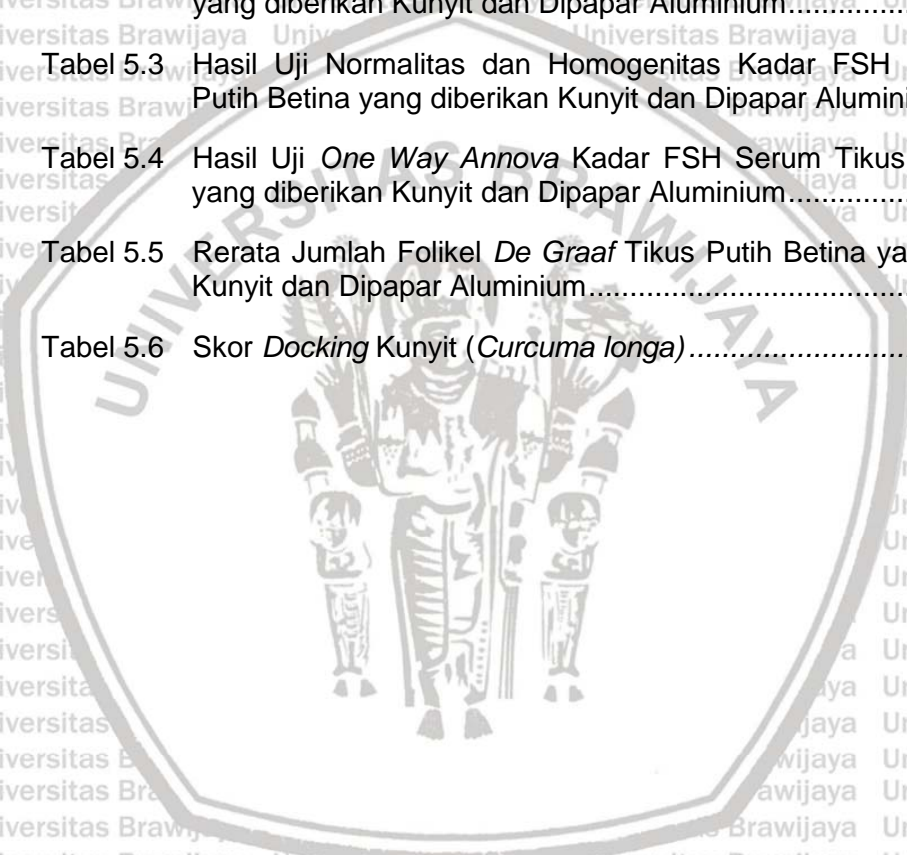 yang diberikan Kunyit dan Dipapar Aluminium................
Tabel 5.3 Hasil Uji Normalitas dan Homogenitas Kadar FSH
Putih Betina yang diberikan Kunyit dan Dipapar Alumini
Tabel 5.4 Hasil Uji One Way Annova Kadar FSH Serum Tikus
yang diberikan Kunyit dan Dipapar Aluminium................
Tabel 5.5 Rerata Jumlah Folikel De Graaf Tikus Putih Betina ya
Kunyit dan Dipapar Aluminium.......................................
Tabel 5.6 Skor Docking Kunyit (Curcuma longa)..........................
UNIVERSITAS BRAWIJAYA